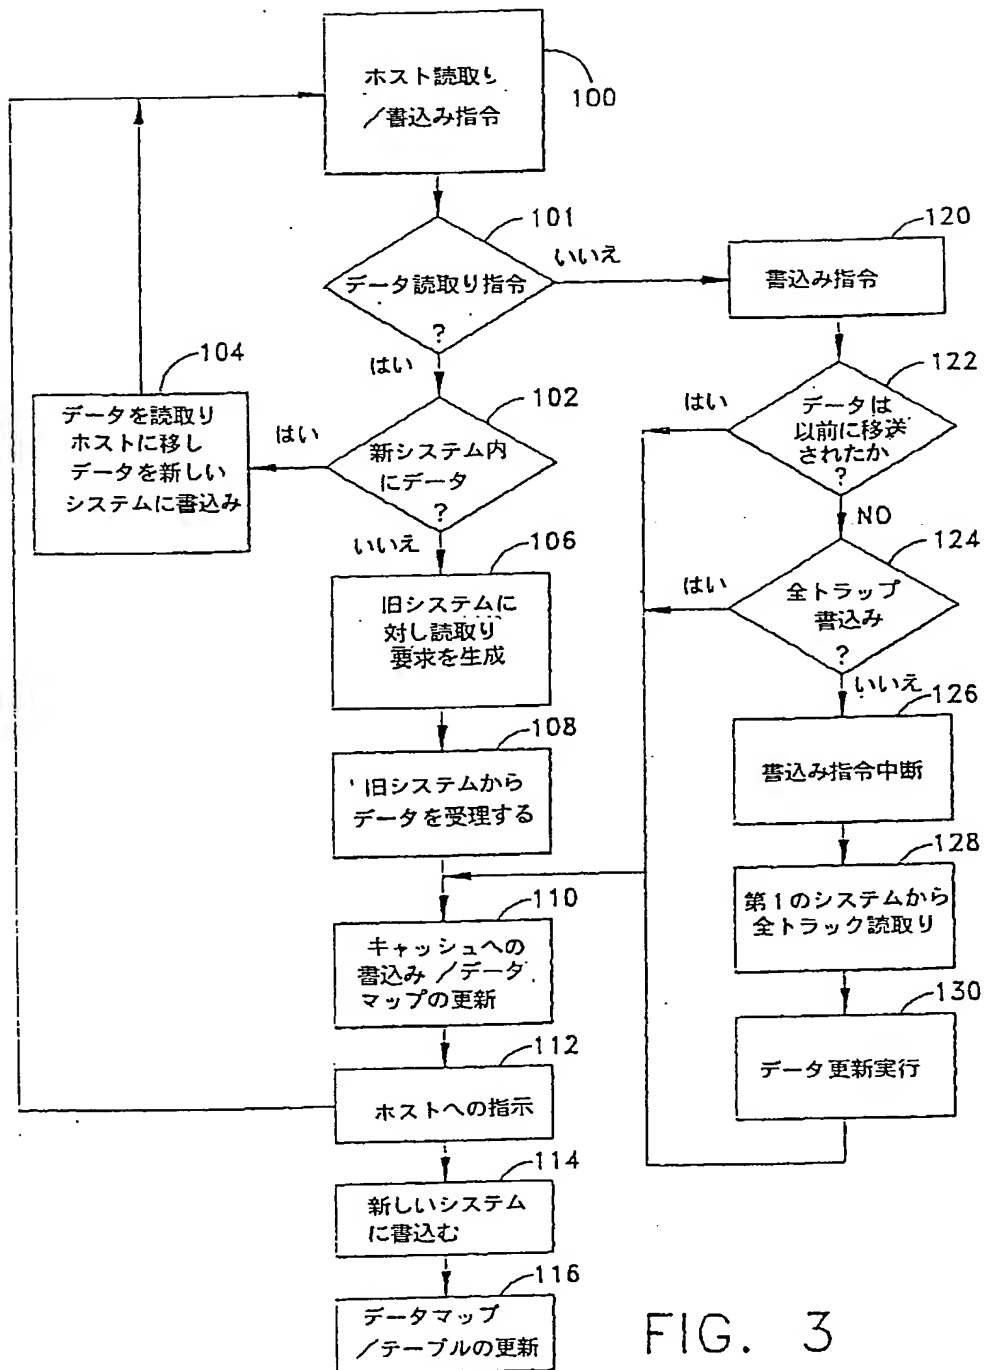 ホスト読取り
／書込み指令
100
101
データ読取り指令
?
いいえ
はい
120
書込み指令
122
データは
以前に移送
されたか
?
はい
NO
102
新システム内
にデータ
?
はい
いいえ
104
データを読取り
ホストに移し
データを新しい
システムに書込み
124
全トラップ
書込み
?
はい
いいえ
106
旧システムに
対し読取り
要求を生成
126
書込み指令中断
108
旧システムから
データを受理する
128
第1のシステムから
全トラック読取り
110
キャッシュへの
書込み／データ
マップの更新
130
データ更新実行
112
ホストへの指示
114
新しいシステム
に書込む
116
データマップ
／テーブルの更新
FIG. 3